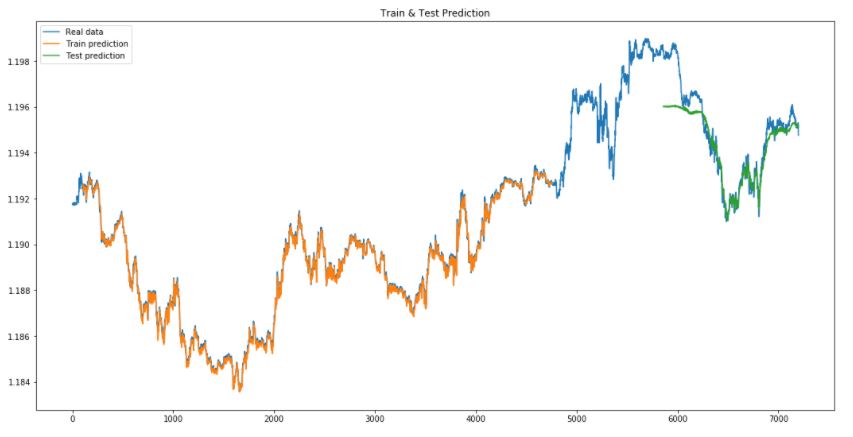 Train & Test Prediction
Real data
Train prediction
Test prediction
1.198
1.196
1.194
1.192
1.190
1.188
1.186
1.184
0 1000 2000 3000 4000 5000 6000 7000